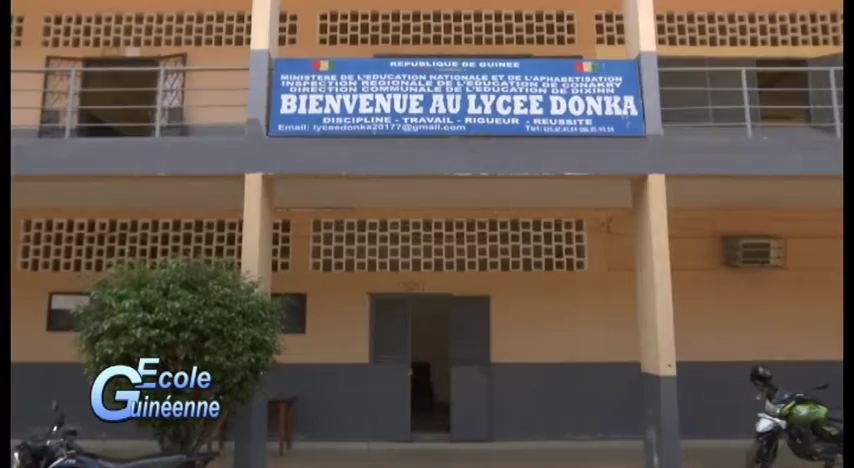 REPUBLIQUE DE GUINEE
MINISTERE DE L'EDUCATION NATIONALE ET DE L'APHABETISATION
INSPECTION REGIONALE DE L'EDUCATION DE CONAKRY
DIRECTION COMMUNALE DE L'EDUCATION DE DIXINN
BIENVENUE AU LYCEE DONKA
DISCIPLINE - TRAVAIL - RIGUEUR - REUSSITE
Email: lyceedonka20177@gmail.com
Tel:
Ecole
Guinéenne